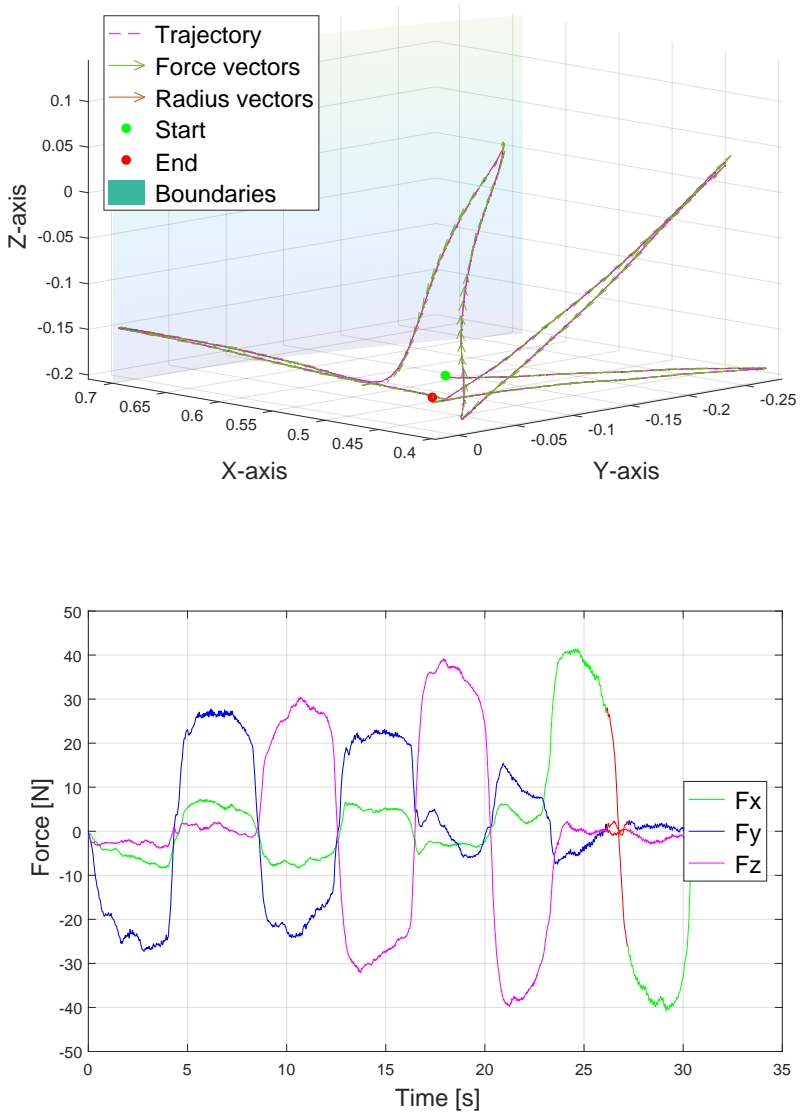 Trajectory
Force vectors
Radius vectors
Start
End
Boundaries
Z-axis
0.1
0.05
0
-0.05
-0.1
-0.15
-0.2
0.7
0.65
0.6
0.55
0.5
0.45
0.4
X-axis
0
-0.05
-0.1
-0.15
-0.2
-0.25
Y-axis
Force [N]
50
40
30
20
10
0
-10
-20
-30
-40
-50
Fx
Fy
Fz
0 5 10 15 20 25 30 35
Time [s]